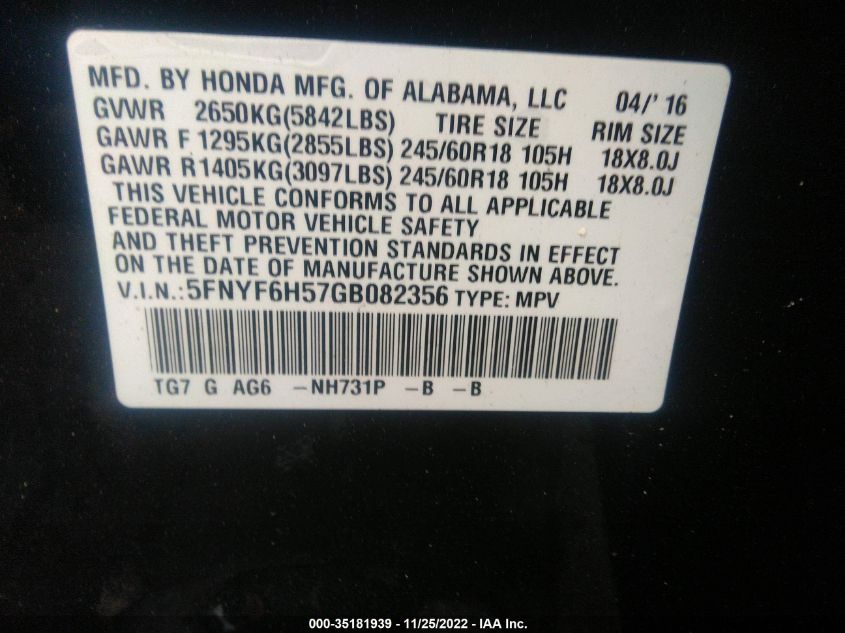 MFD. BY HONDA MFG. OF ALABAMA, LLC 04/' 16
GVWR 2650KG(5842LBS) TIRE SIZE RIM SIZE
GAWR F 1295KG(2855LBS) 245/60R18 105H 18X8.0J
GAWR R1405KG(3097LBS) 245/60R18 105H 18X8.0J
THIS VEHICLE CONFORMS TO ALL APPLICABLE
FEDERAL MOTOR VEHICLE SAFETY
AND THEFT PREVENTION STANDARDS IN EFFECT
ON THE DATE OF MANUFACTURE SHOWN ABOVE.
V.I.N.:5FNYF6H57GB082356 TYPE: MPV
TG7 G AG6 -NH731P -B -B
000-35181939 - 11/25/2022 - IAA Inc.